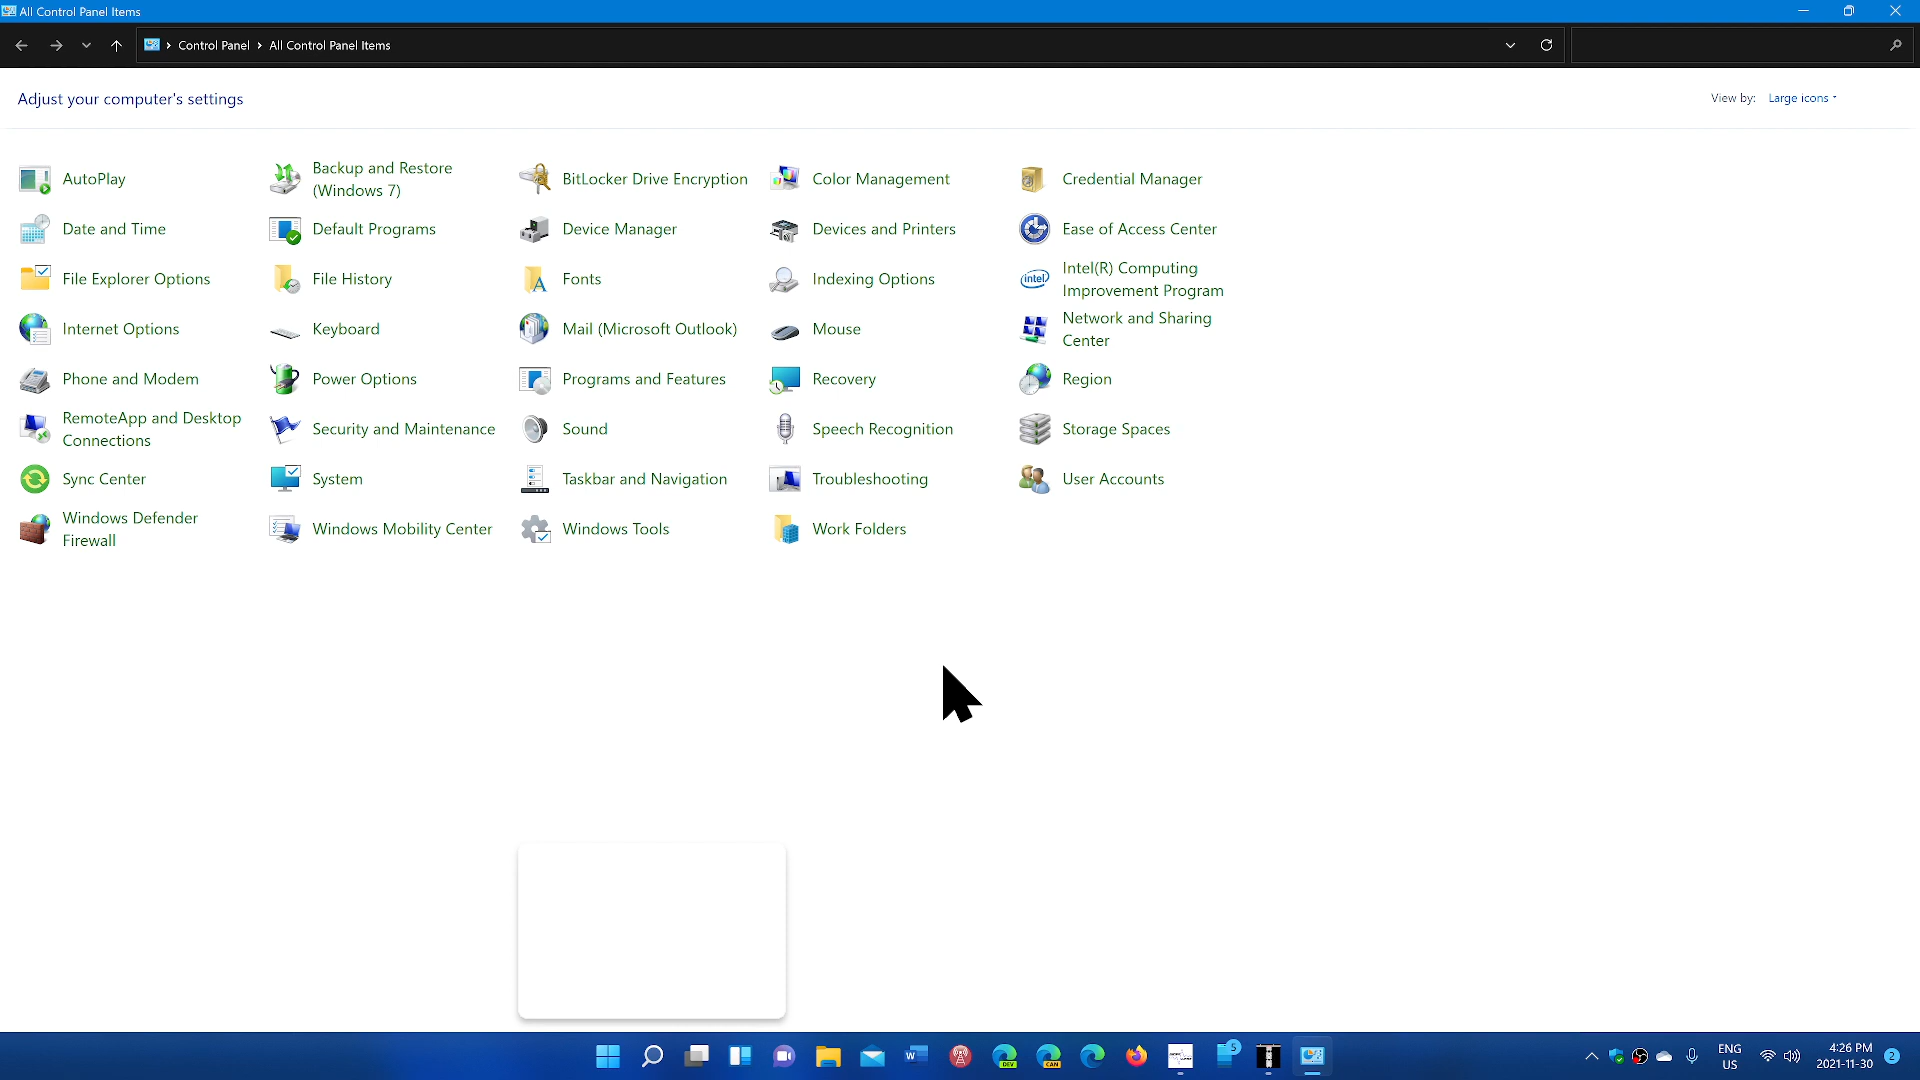 All Control Panel Items
Control Panel > All Control Panel Items
Adjust your computer's settings
View by: Large icons
AutoPlay
Backup and Restore
(Windows 7)
BitLocker Drive Encryption
Color Management
Credential Manager
Date and Time
Default Programs
Device Manager
Devices and Printers
Ease of Access Center
File Explorer Options
File History
Fonts
Indexing Options
Intel(R) Computing
Improvement Program
Internet Options
Keyboard
Mail (Microsoft Outlook)
Mouse
Network and Sharing
Center
Phone and Modem
Power Options
Programs and Features
Recovery
Region
RemoteApp and Desktop
Connections
Security and Maintenance
Sound
Speech Recognition
Storage Spaces
Sync Center
System
Taskbar and Navigation
Troubleshooting
User Accounts
Windows Defender
Firewall
Windows Mobility Center
Windows Tools
Work Folders
intel
W
DEV
CAN
5
ENG
US
4:26 PM
2021-11-30
2